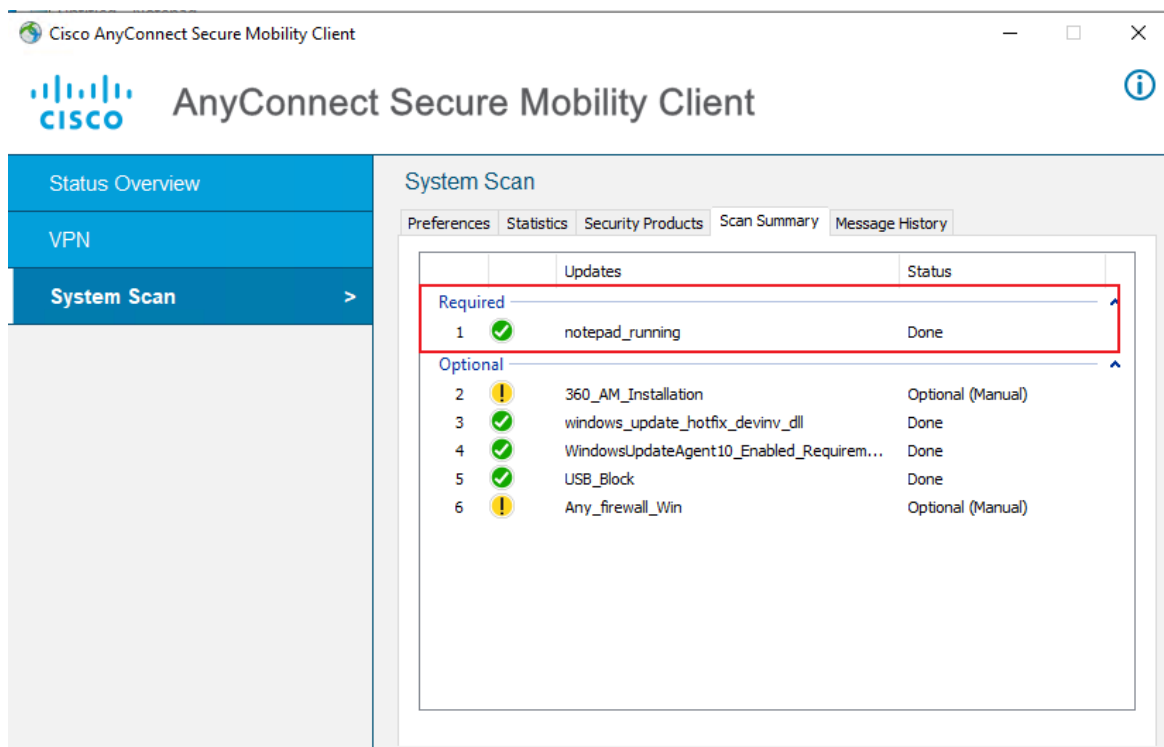 Cisco AnyConnect Secure Mobility Client
CISCO
AnyConnect Secure Mobility Client
Status Overview
VPN
System Scan >
System Scan
Preferences Statistics Security Products Scan Summary Message History
Updates Status
Required
1 notepad_running Done
Optional
2 360_AM_Installation Optional (Manual)
3 windows_update_hotfix_devinv_dll Done
4 WindowsUpdateAgent10_Enabled_Requirem... Done
5 USB_Block Done
6 Any_firewall_Win Optional (Manual)